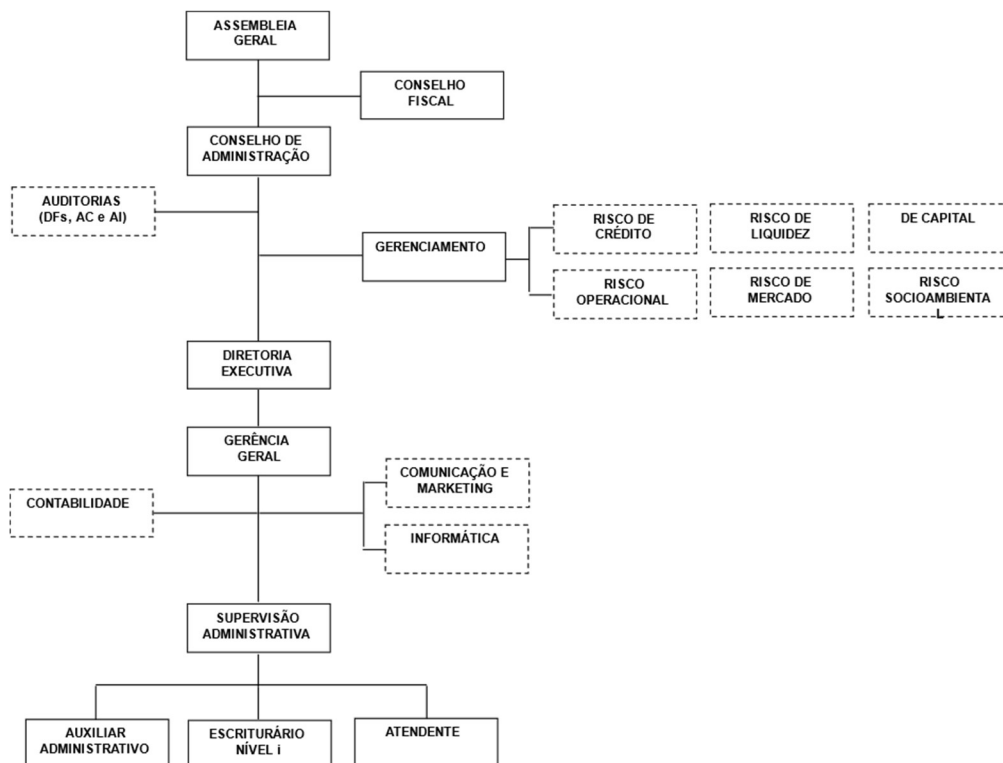 ASSEMBLEIA
GERAL
CONSELHO
FISCAL
CONSELHO DE
ADMINISTRAÇÃO
AUDITORIAS
(DFs, AC e AI)
GERENCIAMENTO
RISCO DE
CRÉDITO
RISCO DE
LIQUIDEZ
DE CAPITAL
RISCO
OPERACIONAL
RISCO DE
MERCADO
RISCO
SOCIOAMBIENTA
L
DIRETORIA
EXECUTIVA
GERÊNCIA
GERAL
COMUNICAÇÃO E
MARKETING
CONTABILIDADE
INFORMÁTICA
SUPERVISÃO
ADMINISTRATIVA
AUXILIAR
ADMINISTRATIVO
ESCRITURÁRIO
NÍVEL i
ATENDENTE